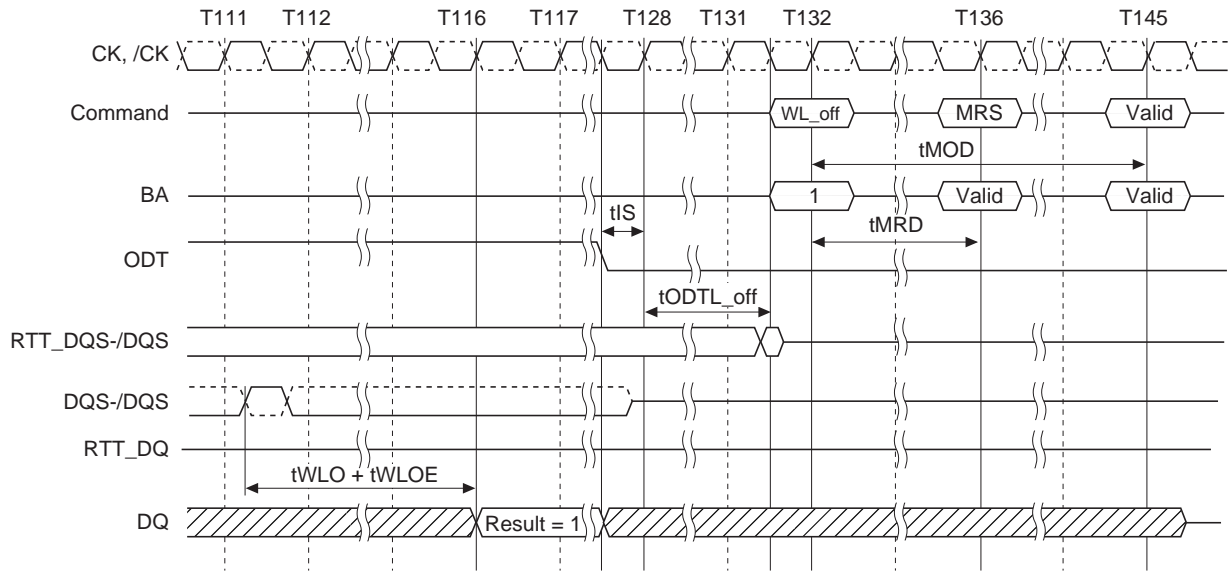 T111 T112 T116 T117 T128 T131 T132 T136 T145
CK, /CK
Command WL_off MRS Valid
tMOD
BA 1 Valid Valid
tIS
tMRD
ODT
tODTL_off
RTT_DQS-/DQS
DQS-/DQS
RTT_DQ
tWLO + tWLOE
DQ Result = 1